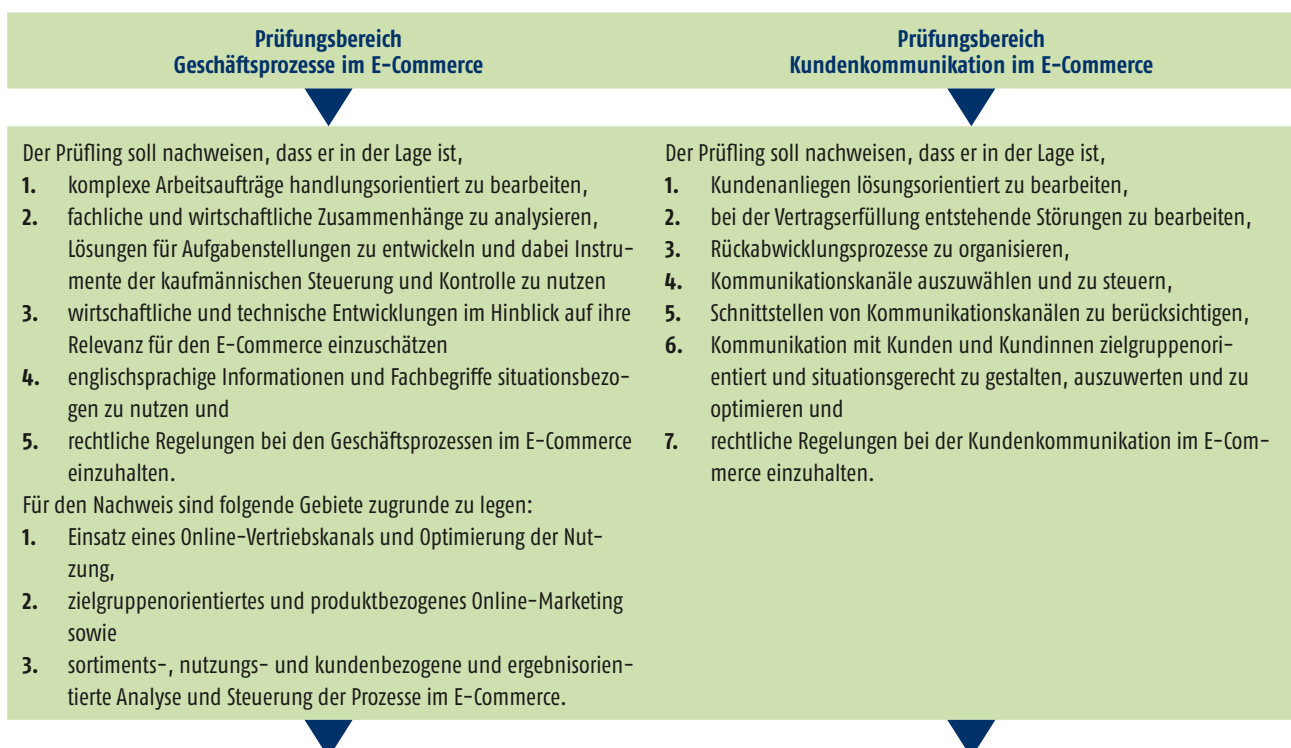 Prüfungsbereich
Geschäftsprozesse im E-Commerce
Der Prüfling soll nachweisen, dass er in der Lage ist,
1. komplexe Arbeitsaufträge handlungsorientiert zu bearbeiten,
2. fachliche und wirtschaftliche Zusammenhänge zu analysieren,
Lösungen für Aufgabenstellungen zu entwickeln und dabei Instru-
mente der kaufmännischen Steuerung und Kontrolle zu nutzen
3. wirtschaftliche und technische Entwicklungen im Hinblick auf ihre
Relevanz für den E-Commerce einzuschätzen
4. englischsprachige Informationen und Fachbegriffe situationsbezo-
gen zu nutzen und
5. rechtliche Regelungen bei den Geschäftsprozessen im E-Commerce
einzuhalten.
Für den Nachweis sind folgende Gebiete zugrunde zu legen:
1. Einsatz eines Online-Vertriebskanals und Optimierung der Nut-
zung,
2. zielgruppenorientiertes und produktbezogenes Online-Marketing
sowie
3. sortiments-, nutzungs- und kundenbezogene und ergebnisorien-
tierte Analyse und Steuerung der Prozesse im E-Commerce.
Prüfungsbereich
Kundenkommunikation im E-Commerce
Der Prüfling soll nachweisen, dass er in der Lage ist,
1. Kundenanliegen lösungsorientiert zu bearbeiten,
2. bei der Vertragserfüllung entstehende Störungen zu bearbeiten,
3. Rückabwicklungsprozesse zu organisieren,
4. Kommunikationskanäle auszuwählen und zu steuern,
5. Schnittstellen von Kommunikationskanälen zu berücksichtigen,
6. Kommunikation mit Kunden und Kundinnen zielgruppenori-
entiert und situationsgerecht zu gestalten, auszuwerten und zu
optimieren und
7. rechtliche Regelungen bei der Kundenkommunikation im E-Com-
merce einzuhalten.